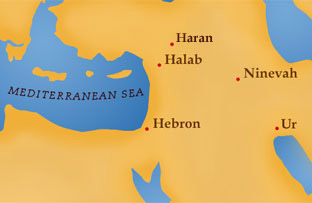 Haran
Halab
Ninevah
MEDITERRANEAN SEA
Hebron
Ur